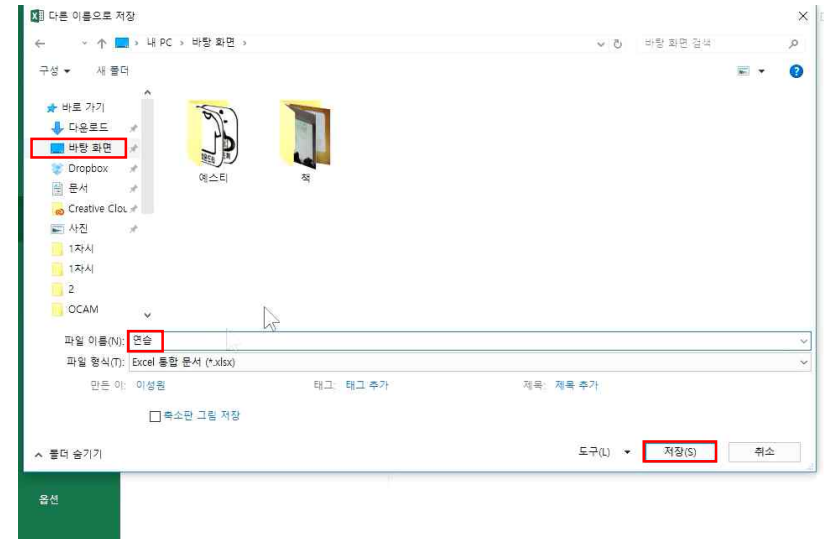 다른 이름으로 저장
내 PC › 바탕 화면 ›
바탕 화면 검색
구성
새 폴더
바로 가기
다운로드
바탕 화면
Dropbox
문서
Creative Clou
사진
1차시
1차시
2
OCAM
예스티
책
파일 이름(N): 연습
파일 형식(T): Excel 통합 문서 (*.xlsx)
만든 이: 이성원
태그: 태그 추가
제목: 제목 추가
축소판 그림 저장
폴더 숨기기
도구(L)
저장(S)
취소
옵션